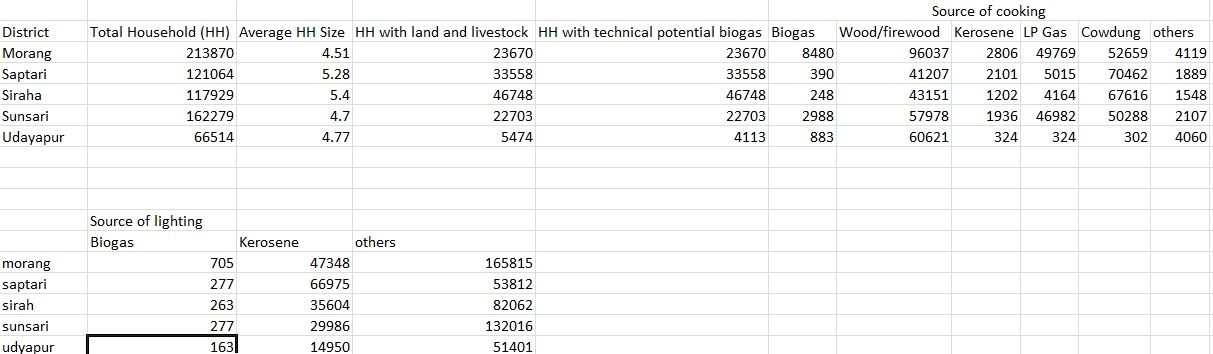 Source of cooking
District Total Household (HH) Average HH Size HH with land and livestock HH with technical potential biogas Biogas Wood/firewood Kerosene LP Gas Cowdung others
Morang 213870 4.51 23670 23670 8480 96037 2806 49769 52659 4119
Saptari 121064 5.28 33558 33558 390 41207 2101 5015 70462 1889
Siraha 117929 5.4 46748 46748 248 43151 1202 4164 67616 1548
Sunsari 162279 4.7 22703 22703 2988 57978 1936 46982 50288 2107
Udayapur 66514 4.77 5474 4113 883 60621 324 324 302 4060
Source of lighting
Biogas Kerosene others
morang 705 47348 165815
saptari 277 66975 53812
sirah 263 35604 82062
sunsari 277 29986 132016
udyapur 163 14950 51401